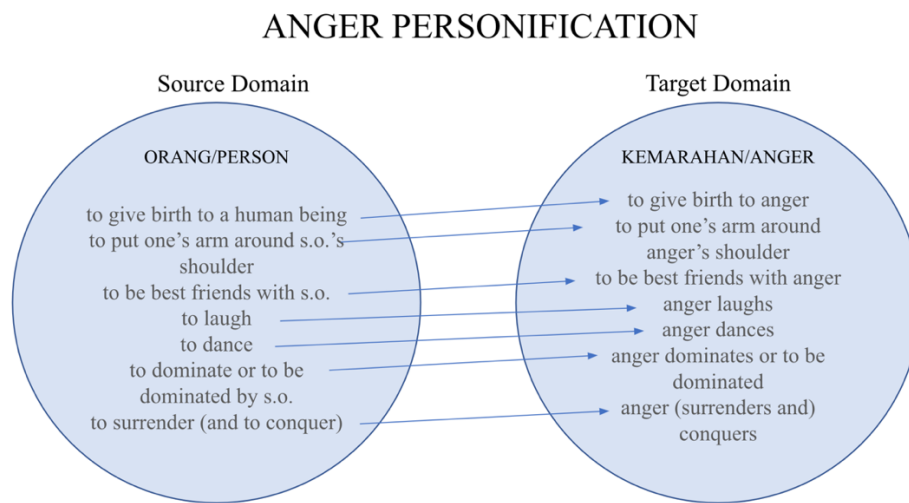 ANGER PERSONIFICATION
Source Domain
Target Domain
ORANG/PERSON
to give birth to a human being
to put one’s arm around s.o.’s
shoulder
to be best friends with s.o.
to laugh
to dance
to dominate or to be
dominated by s.o.
to surrender (and to conquer)
KEMARAHAN/ANGER
to give birth to anger
to put one’s arm around
anger’s shoulder
to be best friends with anger
anger laughs
anger dances
anger dominates or to be
dominated
anger (surrenders and)
conquers